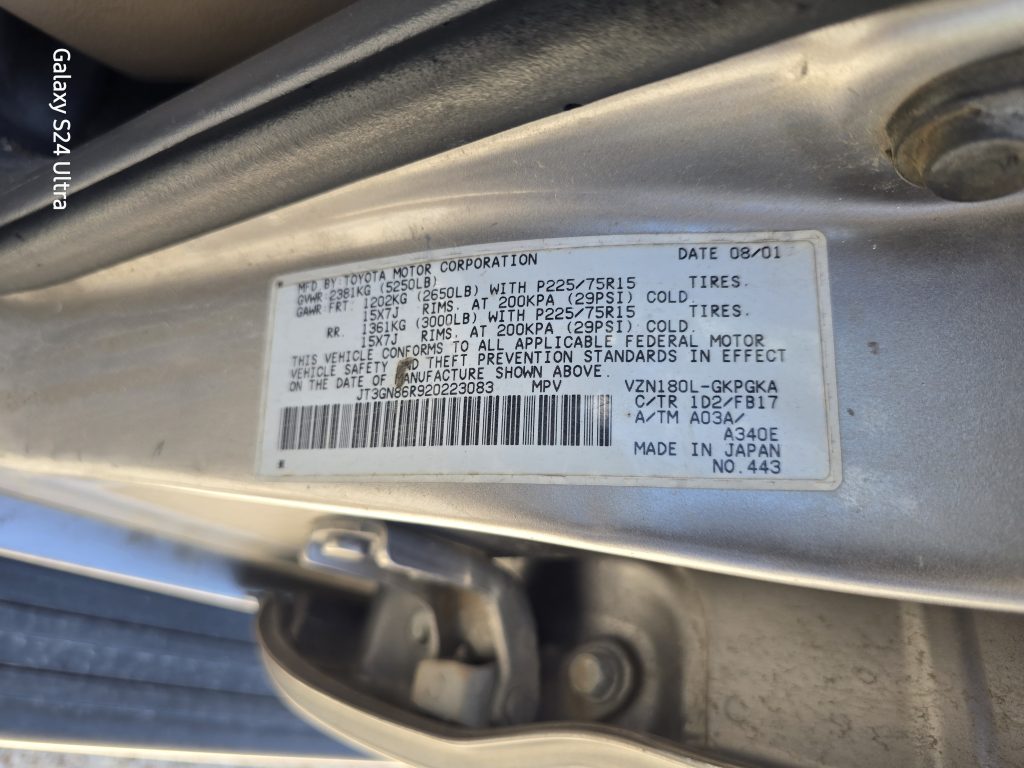 MFD BY: TOYOTA MOTOR CORPORATION DATE 08/01
GVWR 2381KG (5250LB)
GAWR FRT. 1202KG (2650LB) WITH P225/75R15 TIRES.
15X7J RIMS. AT 200KPA (29PSI) COLD.
RR. 1361KG (3000LB) WITH P225/75R15 TIRES.
15X7J RIMS. AT 200KPA (29PSI) COLD.
THIS VEHICLE CONFORMS TO ALL APPLICABLE FEDERAL MOTOR
VEHICLE SAFETY AND THEFT PREVENTION STANDARDS IN EFFECT
ON THE DATE OF MANUFACTURE SHOWN ABOVE.
JT3GN86R920223083 MPV VZN180L-GKPGKA
C/TR 1D2/FB17
A/TM A03A/
A340E
MADE IN JAPAN
NO.443
Galaxy S24 Ultra